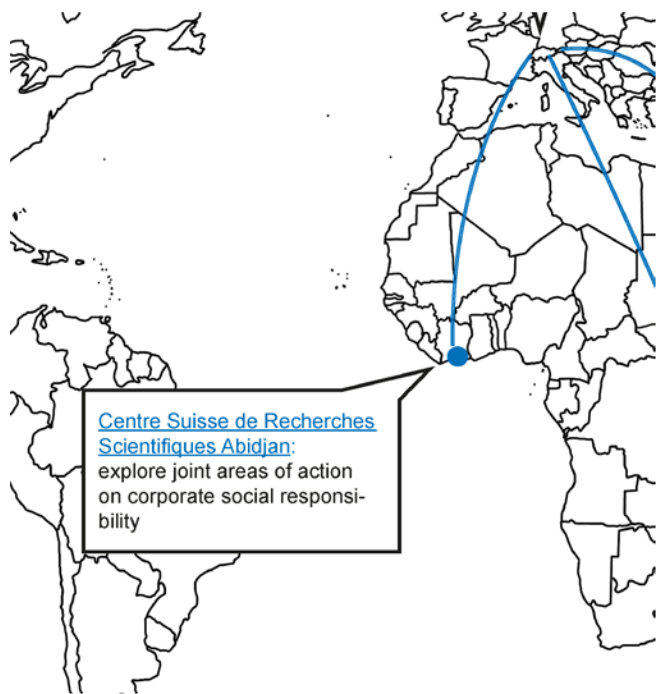 Centre Suisse de Recherches
Scientifiques Abidjan:
explore joint areas of action
on corporate social responsi-
bility